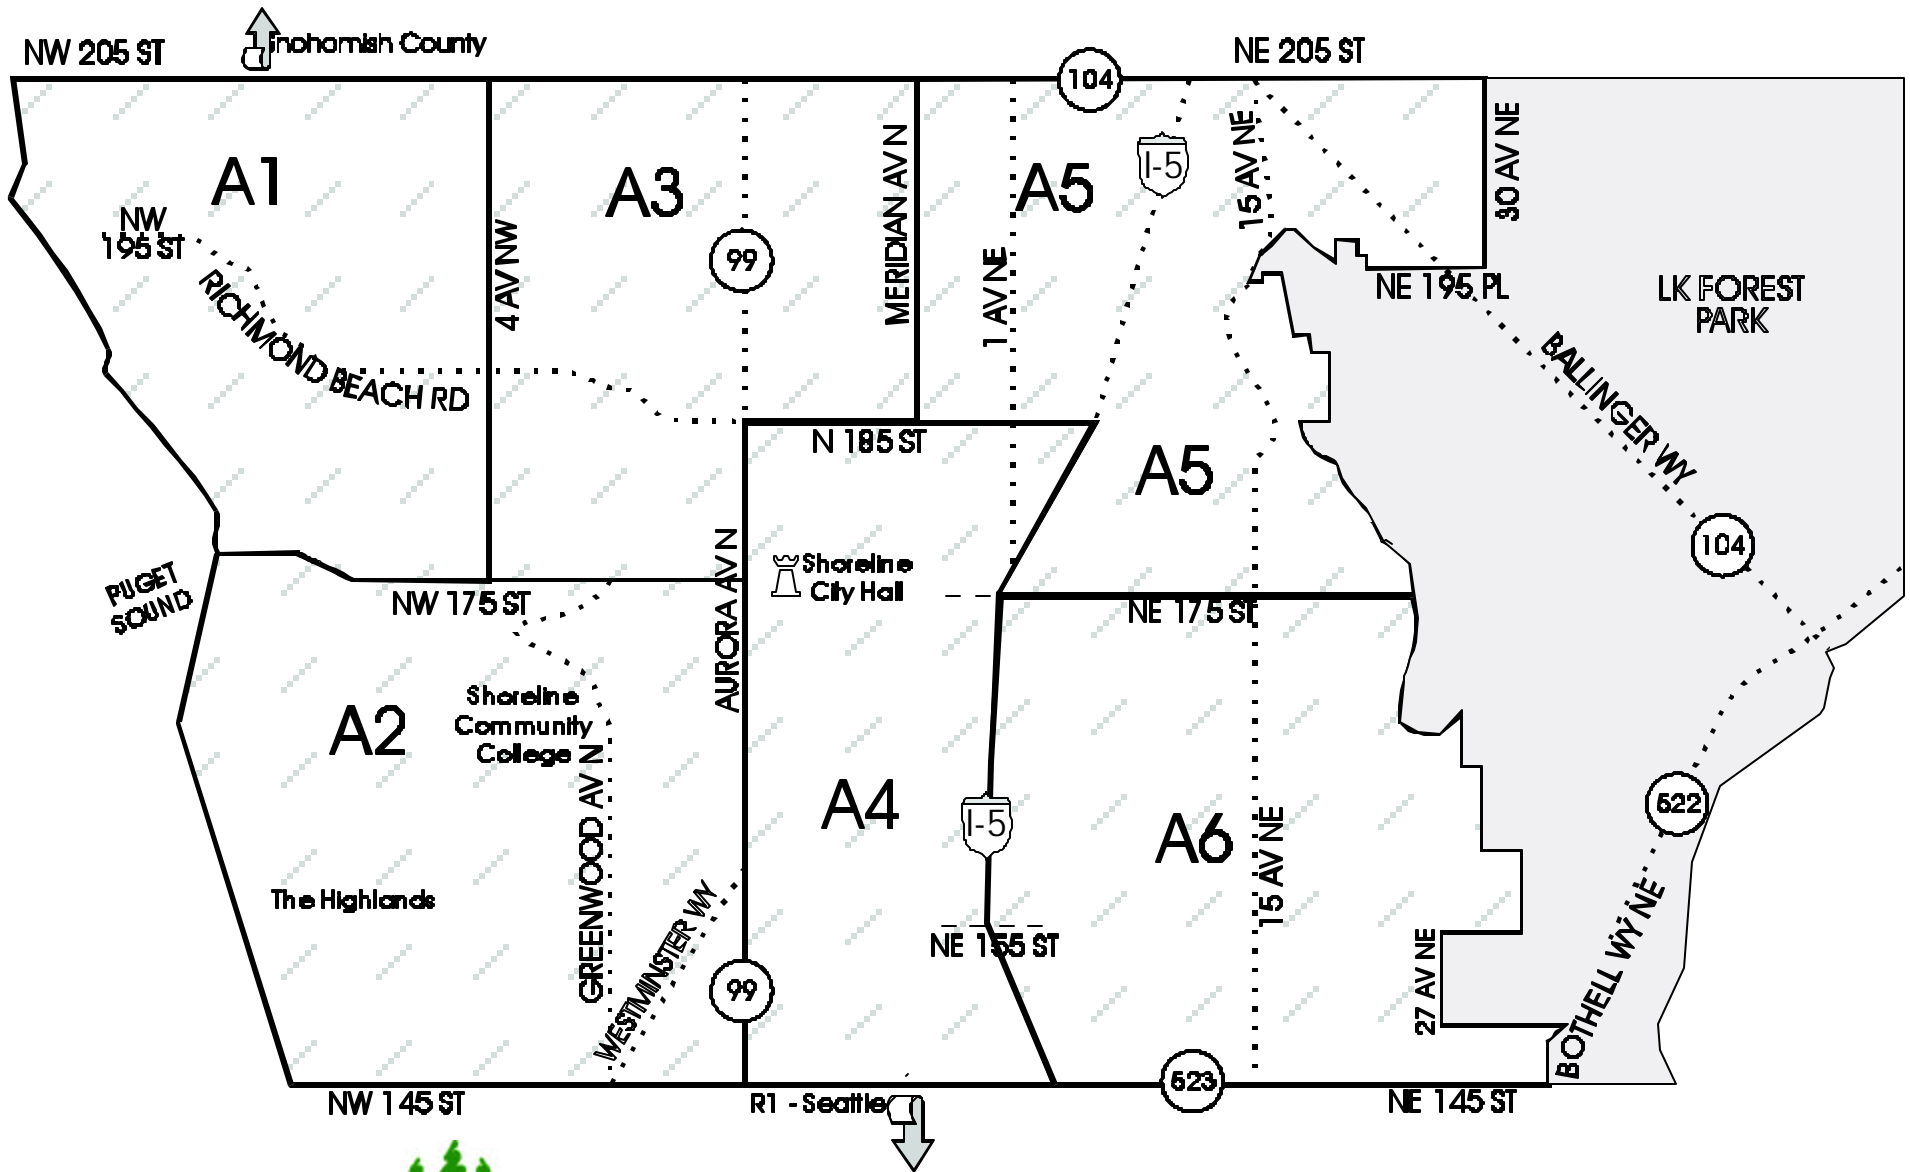 NW 205 ST
nohomish County
NE 205 ST
104
30 AV NE
MERIDIAN AV N
15 AV NE
I-5
A1
A3
A5
NW
195 ST
4 AV NW
99
1 AV NE
RICHMOND BEACH RD
NE 195 PL
LK FOREST
PARK
BALLINGER WY
N 185 ST
A5
AURORA AV N
104
Shoreline
City Hall
PUGET
SOUND
NW 175 ST
NE 175 ST
A2
Shoreline
Community
College
GREENWOOD AV N
A4
I-5
A6
15 AV NE
522
The Highlands
WESTMINSTER WY
NE 155 ST
27 AV NE
BOTHELL WY NE
99
523
NW 145 ST
R1 - Seattle
NE 145 ST